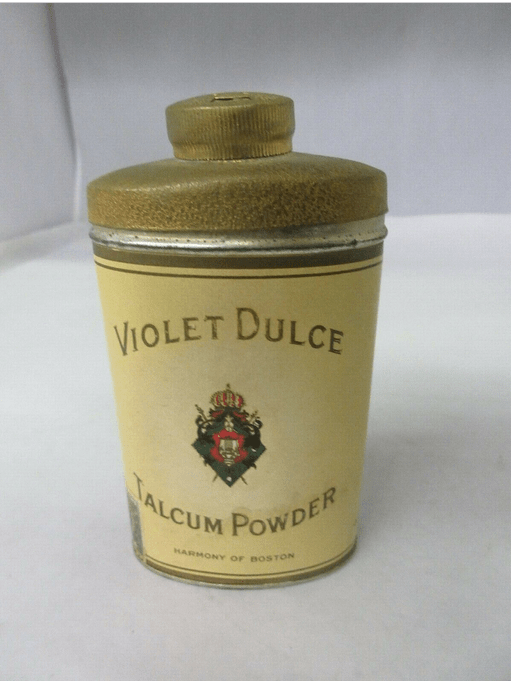 VIOLET DULCE
TALCUM POWDER
HARMONY OF BOSTON